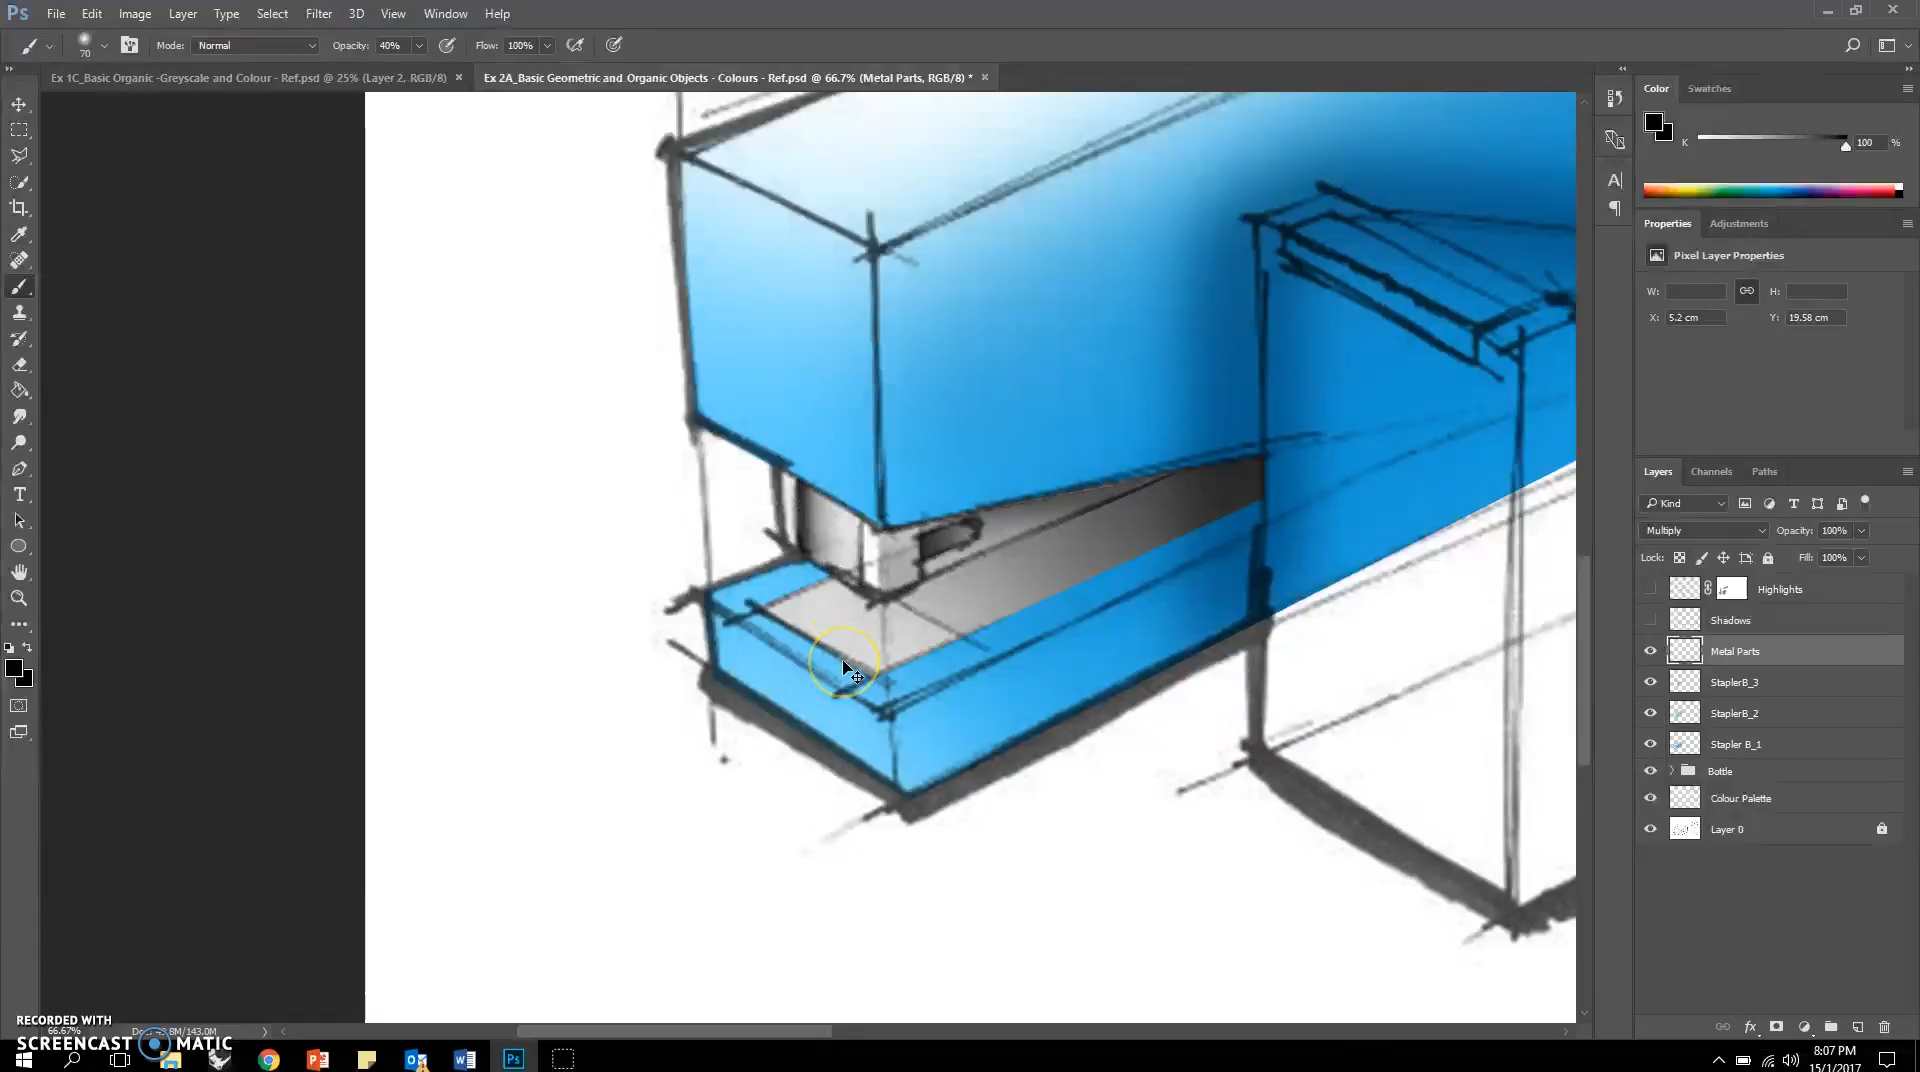 Ps File Edit Image Layer Type Select Filter 3D View Window Help
70 Mode: Normal Opacity: 40% Flow: 100%
Ex 1C_Basic Organic -Greyscale and Colour - Ref.psd @ 25% (Layer 2, RGB/8) × Ex 2A_Basic Geometric and Organic Objects - Colours - Ref.psd @ 66.7% (Metal Parts, RGB/8) * ×
Color Swatches
K 100 %
Properties Adjustments
Pixel Layer Properties
W: H:
X: 5.2 cm Y: 19.58 cm
Layers Channels Paths
Kind
Multiply Opacity: 100%
Lock: Fill: 100%
Highlights
Shadows
Metal Parts
StaplerB_3
StaplerB_2
Stapler B_1
Bottle
Colour Palette
Layer 0
RECORDED WITH
SCREENCAST MATIC
66.67%
8:07 PM
15/1/2017